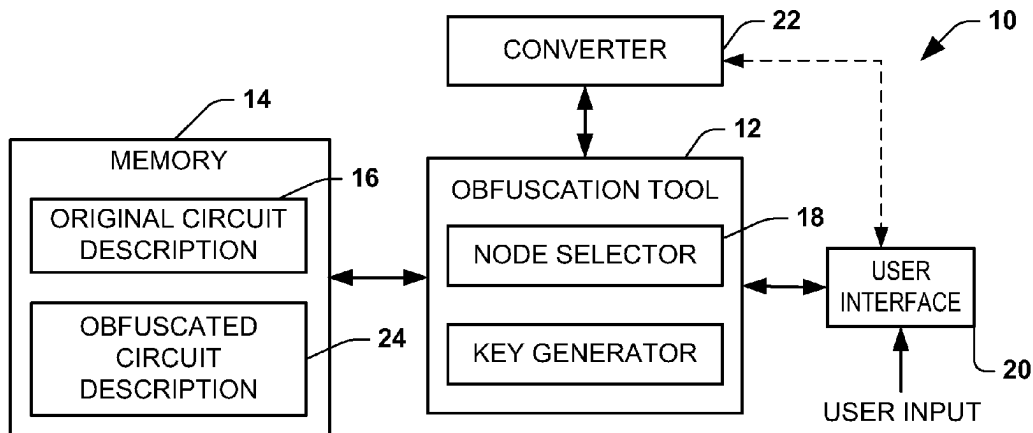 10
22
CONVERTER
14
12
MEMORY
16
ORIGINAL CIRCUIT
DESCRIPTION
OBFUSCATED
CIRCUIT
DESCRIPTION
24
OBFUSCATION TOOL
18
NODE SELECTOR
KEY GENERATOR
USER
INTERFACE
20
USER INPUT